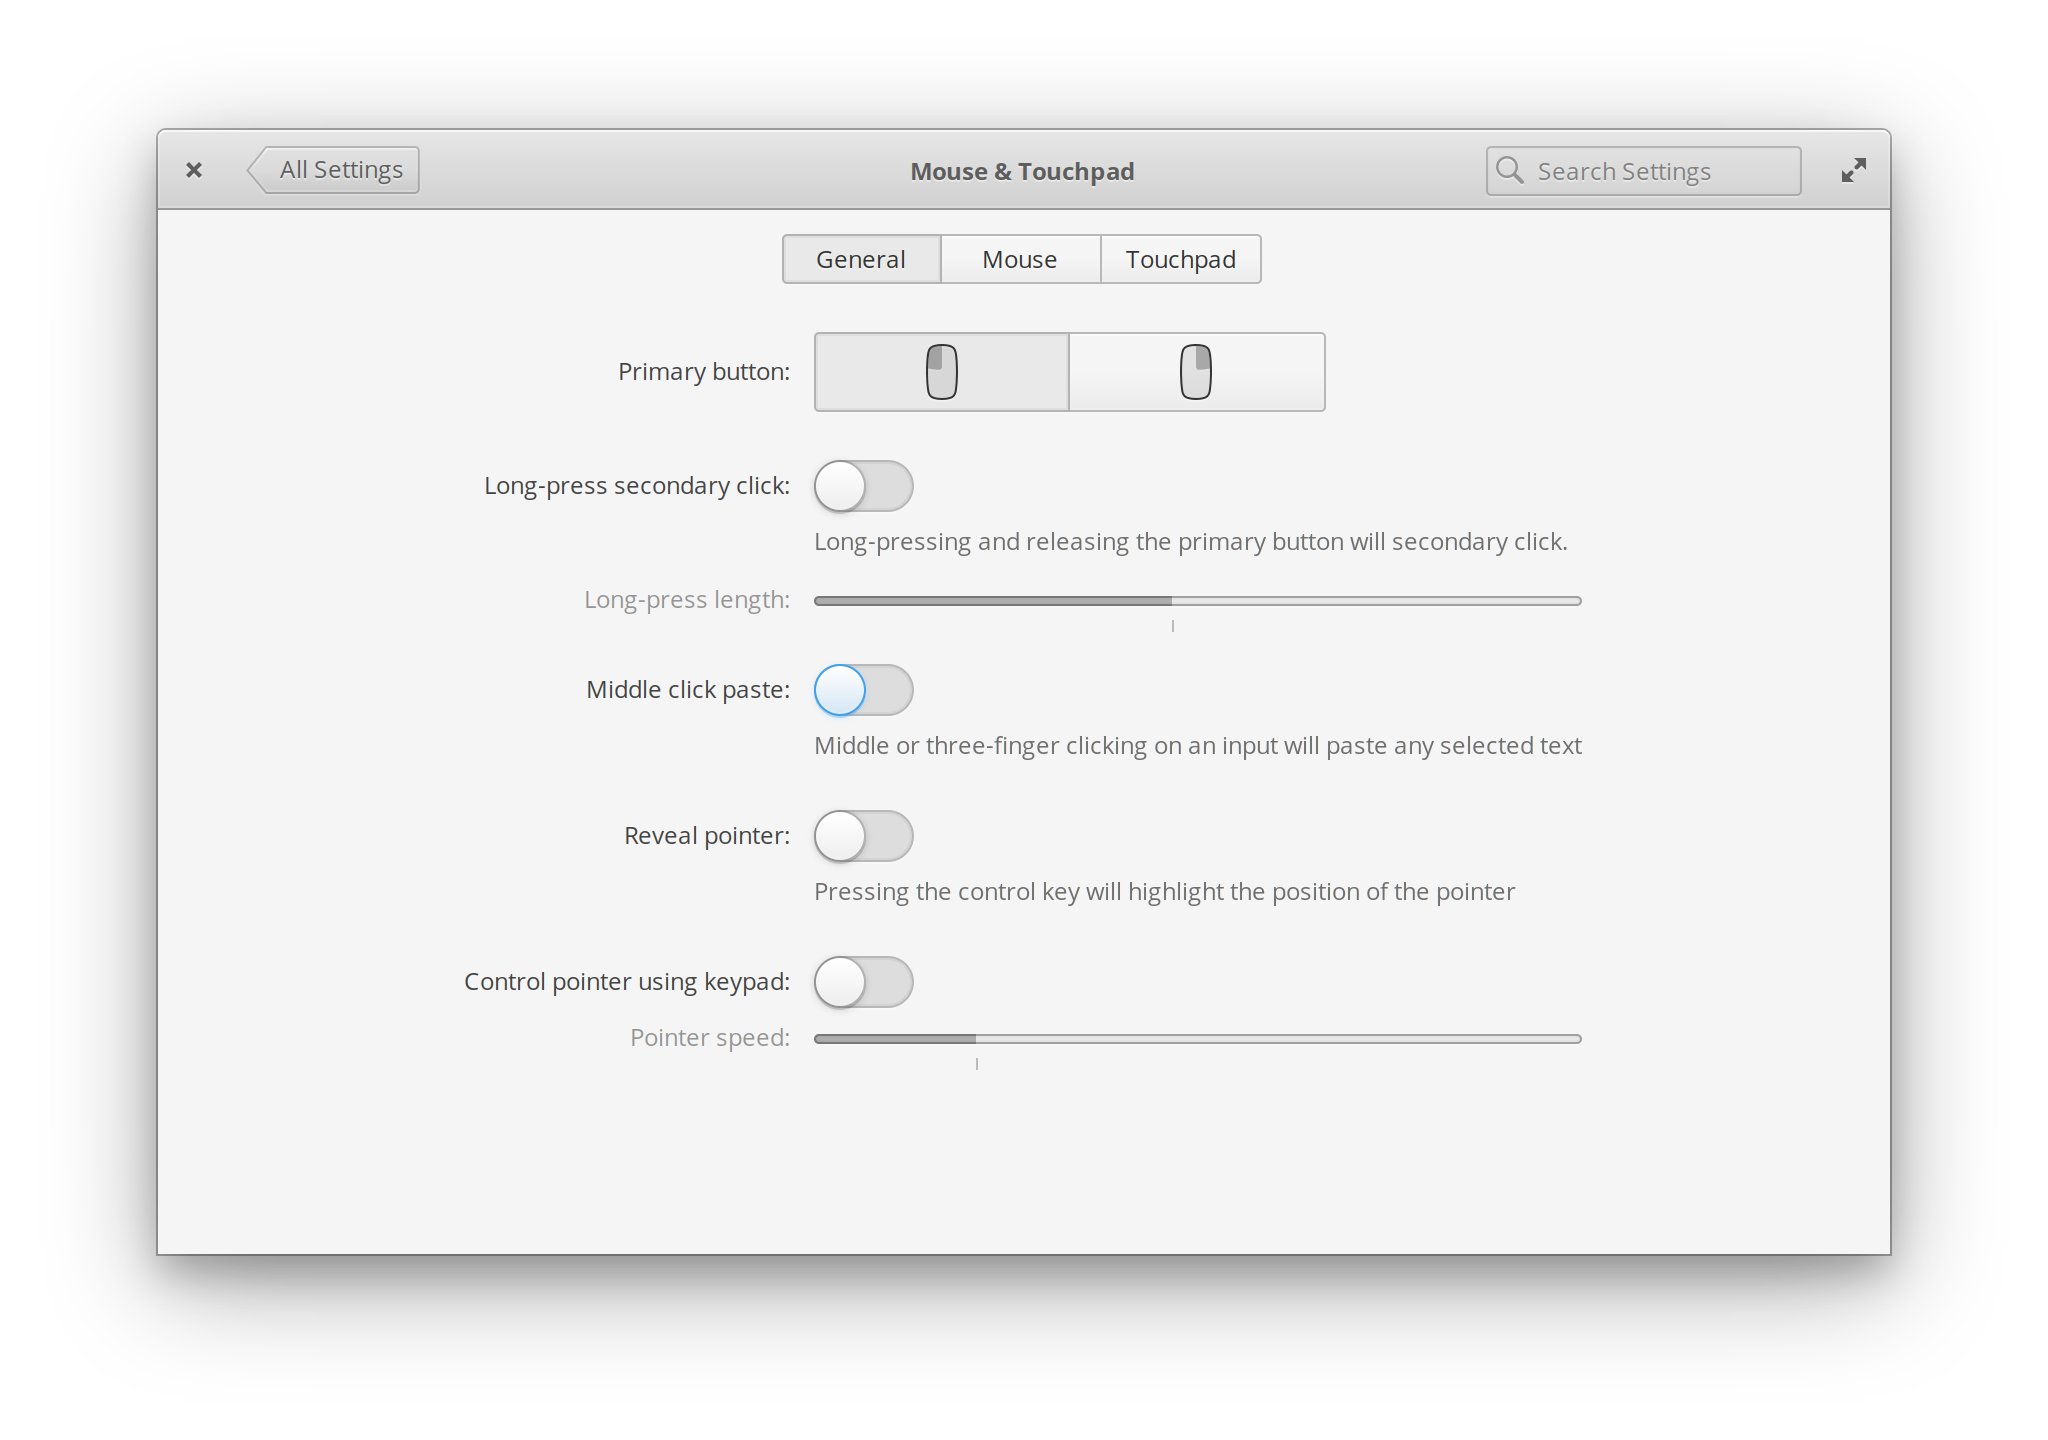 All Settings
Mouse & Touchpad
Search Settings
General
Mouse
Touchpad
Primary button:
Long-press secondary click:
Long-pressing and releasing the primary button will secondary click.
Long-press length:
Middle click paste:
Middle or three-finger clicking on an input will paste any selected text
Reveal pointer:
Pressing the control key will highlight the position of the pointer
Control pointer using keypad:
Pointer speed: